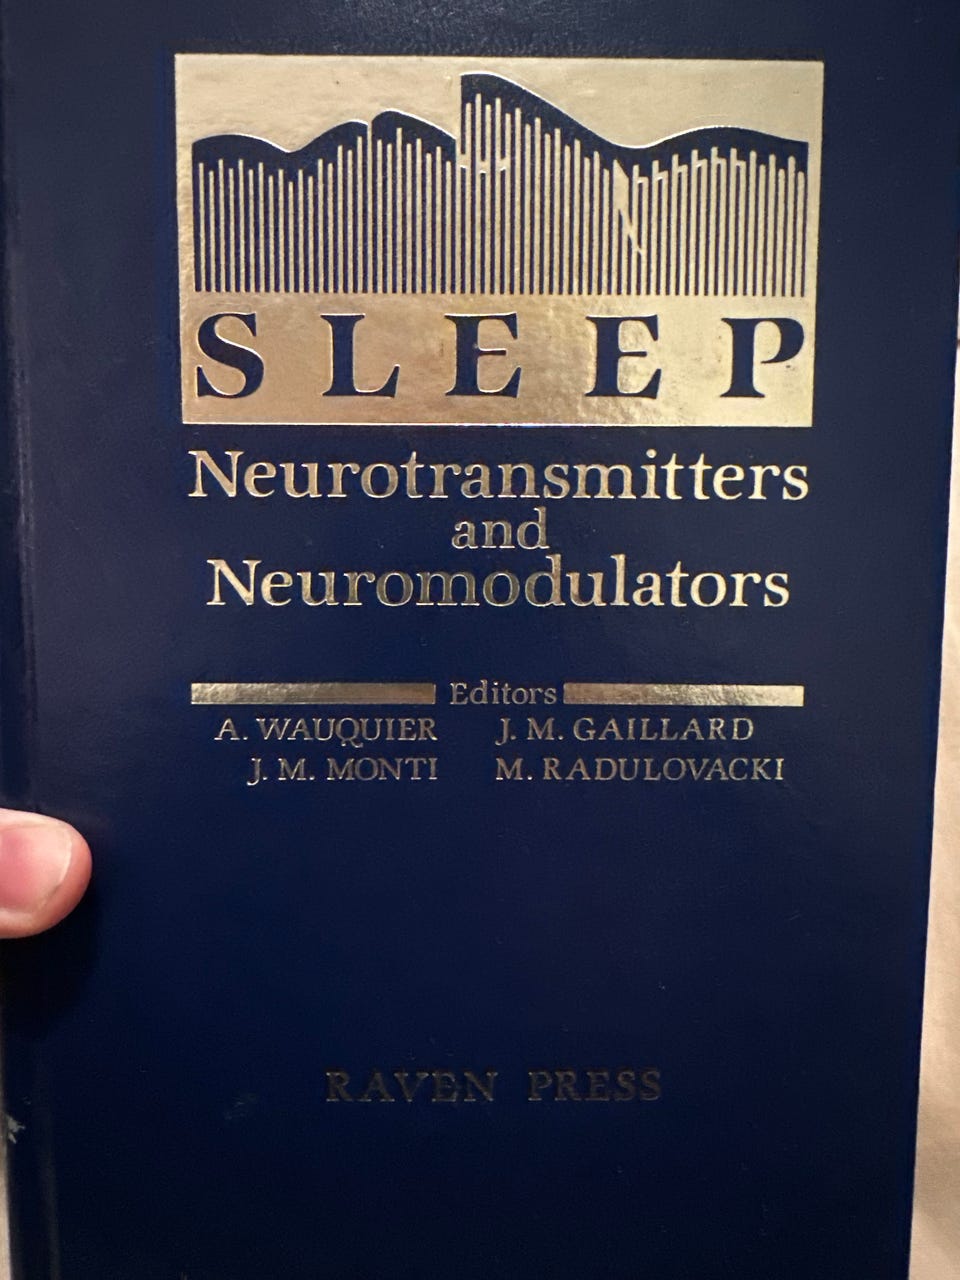 SLEEP
Neurotransmitters
and
Neuromodulators
Editors
A. WAUQUIER J. M. GAILLARD
J. M. MONTI M. RADULOVACKI
RAVEN PRESS